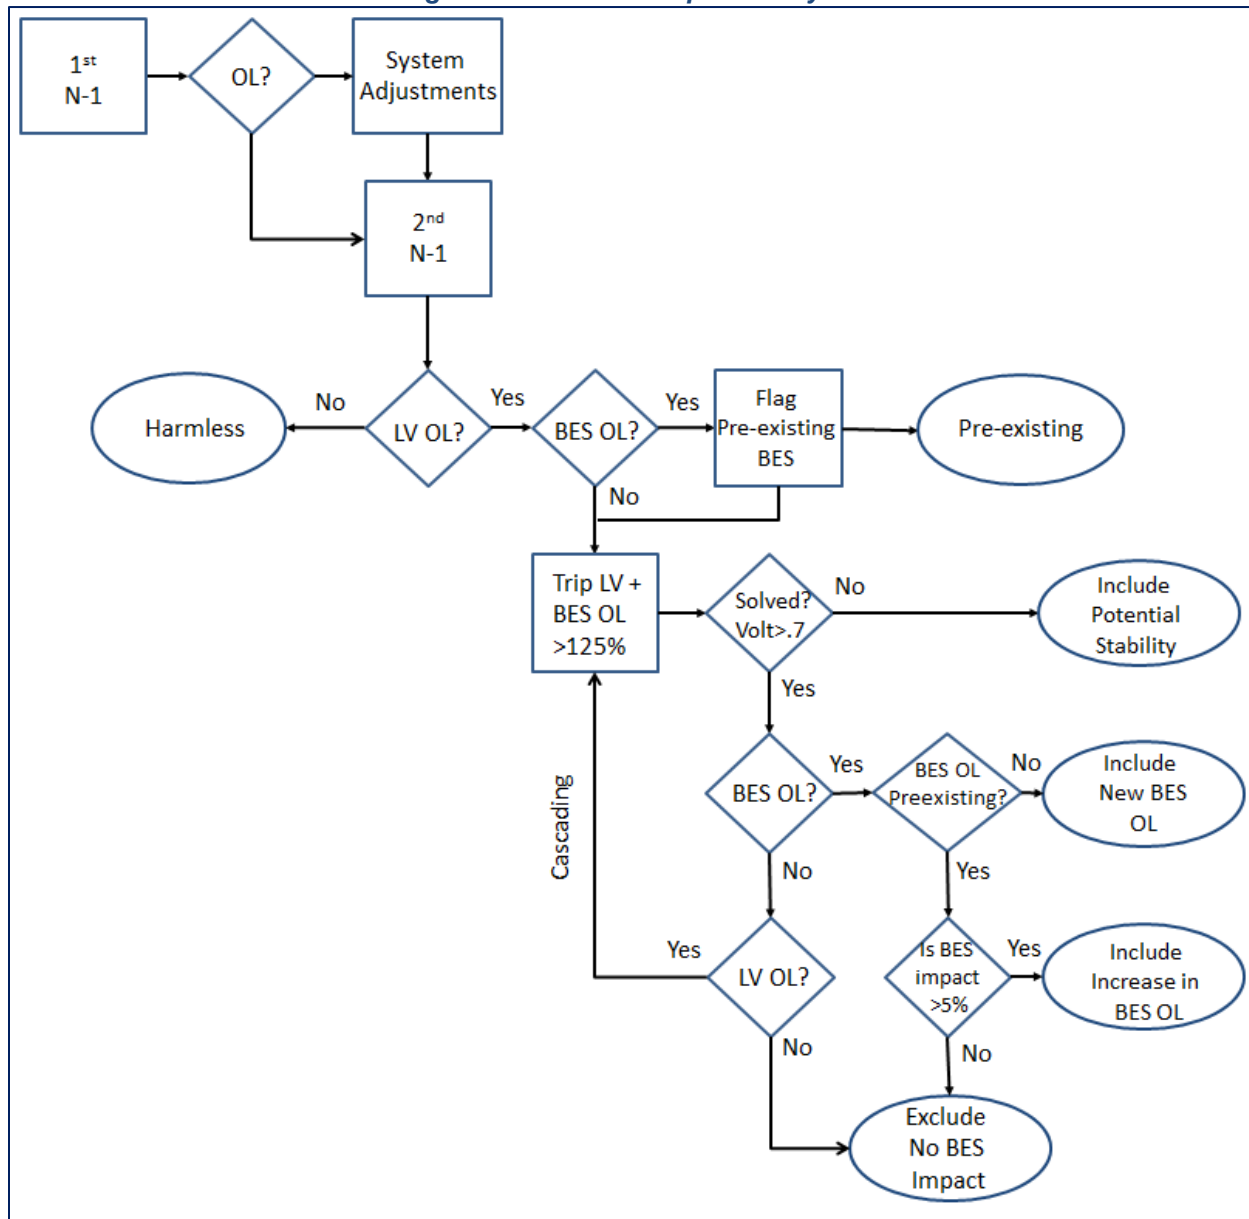 1st
N-1
OL?
System
Adjustments
2nd
N-1
Harmless
No
LV OL?
Yes
BES OL?
Yes
Flag
Pre-existing
BES
Pre-existing
No
Trip LV +
BES OL
>125%
Solved?
Volt>.7
No
Include
Potential
Stability
Yes
BES OL?
Yes
BES OL
Preexisting?
No
Include
New BES
OL
Cascading
No
Yes
Yes
LV OL?
Is BES
impact
>5%
Yes
Include
Increase in
BES OL
No
No
Exclude
No BES
Impact